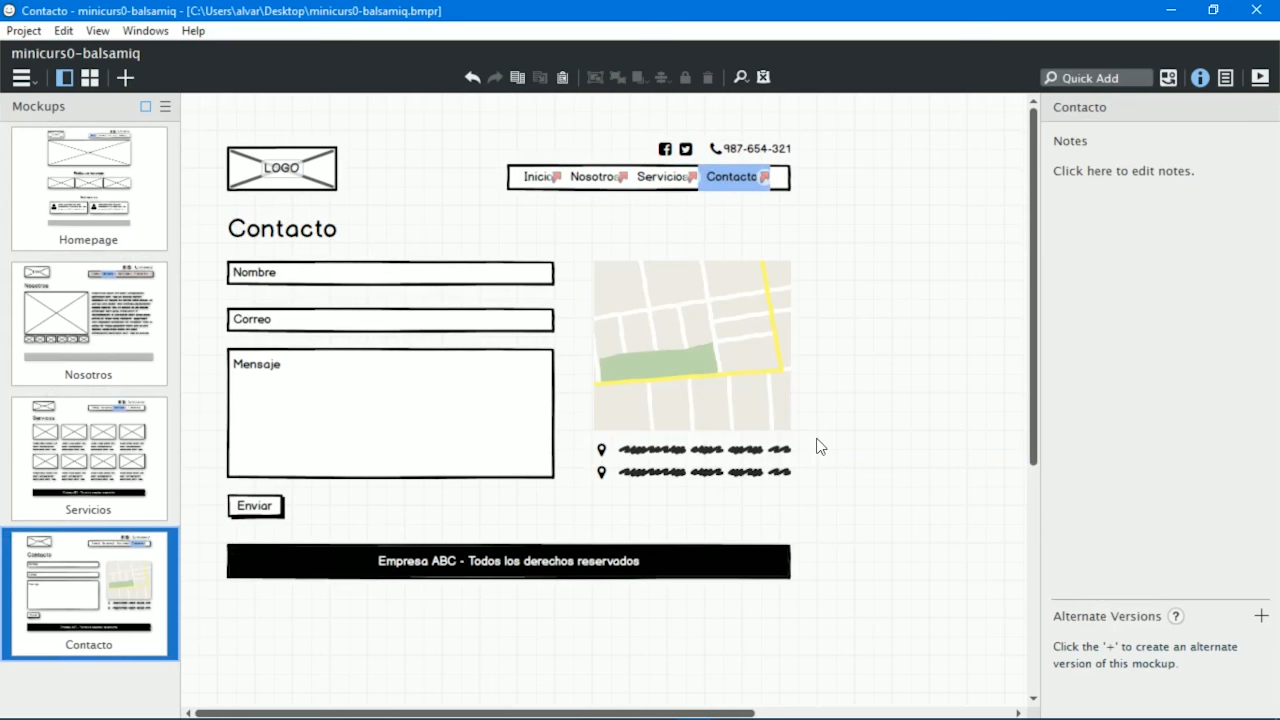 Contacto - minicurs0-balsamiq - [C:\Users\alvar\Desktop\minicurs0-balsamiq.bmpr]
Project Edit View Windows Help
minicurs0-balsamiq
Quick Add
Mockups
Homepage
Nosotros
Servicios
Contacto
LOGO
987-654-321
Inicio Nosotros Servicios Contacto
Contacto
Nombre
Correo
Mensaje
Enviar
Empresa ABC - Todos los derechos reservados
Contacto
Notes
Click here to edit notes.
Alternate Versions ?
Click the '+' to create an alternate
version of this mockup.